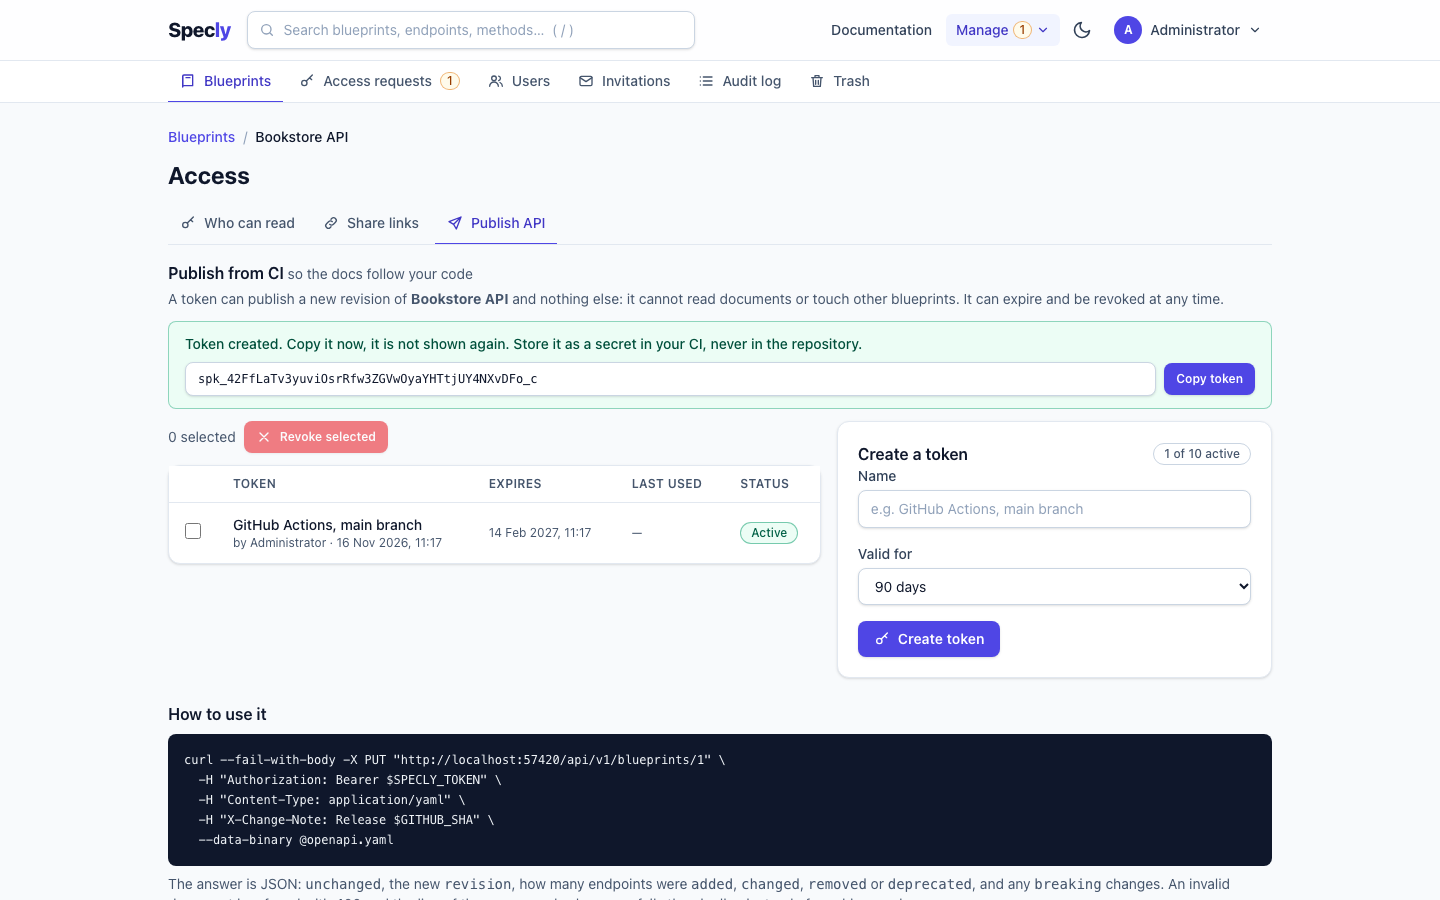 Specly
Search blueprints, endpoints, methods... ( / )
Documentation
Manage 1
A Administrator
Blueprints
Access requests 1
Users
Invitations
Audit log
Trash
Blueprints / Bookstore API
Access
Who can read
Share links
Publish API
Publish from CI so the docs follow your code
A token can publish a new revision of Bookstore API and nothing else: it cannot read documents or touch other blueprints. It can expire and be revoked at any time.
Token created. Copy it now, it is not shown again. Store it as a secret in your CI, never in the repository.
spk_42FfLaTv3yuviOsrRfw3ZGVwOyaYHTtjUY4NXvDFo_c
Copy token
0 selected
Revoke selected
TOKEN EXPIRES LAST USED STATUS
GitHub Actions, main branch
by Administrator · 16 Nov 2026, 11:17
14 Feb 2027, 11:17
—
Active
Create a token
1 of 10 active
Name
e.g. GitHub Actions, main branch
Valid for
90 days
Create token
How to use it
curl --fail-with-body -X PUT "http://localhost:57420/api/v1/blueprints/1" \
-H "Authorization: Bearer $SPECLY_TOKEN" \
-H "Content-Type: application/yaml" \
-H "X-Change-Note: Release $GITHUB_SHA" \
--data-binary @openapi.yaml
The answer is JSON: unchanged, the new revision, how many endpoints were added, changed, removed or deprecated, and any breaking changes. An invalid